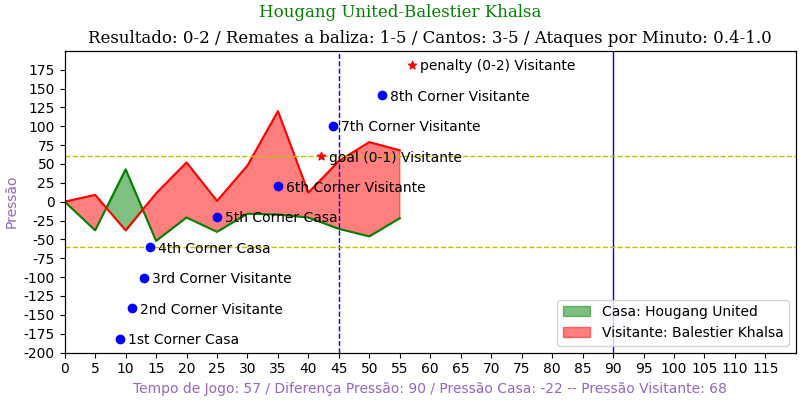 Hougang United-Balestier Khalsa
Resultado: 0-2 / Remates a baliza: 1-5 / Cantos: 3-5 / Ataques por Minuto: 0.4-1.0
Pressão
175
150
125
100
75
50
25
0
-25
-50
-75
-100
-125
-150
-175
-200
penalty (0-2) Visitante
8th Corner Visitante
7th Corner Visitante
goal (0-1) Visitante
6th Corner Visitante
5th Corner Casa
4th Corner Casa
3rd Corner Visitante
2nd Corner Visitante
1st Corner Casa
Casa: Hougang United
Visitante: Balestier Khalsa
0 5 10 15 20 25 30 35 40 45 50 55 60 65 70 75 80 85 90 95 100 105 110 115
Tempo de Jogo: 57 / Diferença Pressão: 90 / Pressão Casa: -22 -- Pressão Visitante: 68